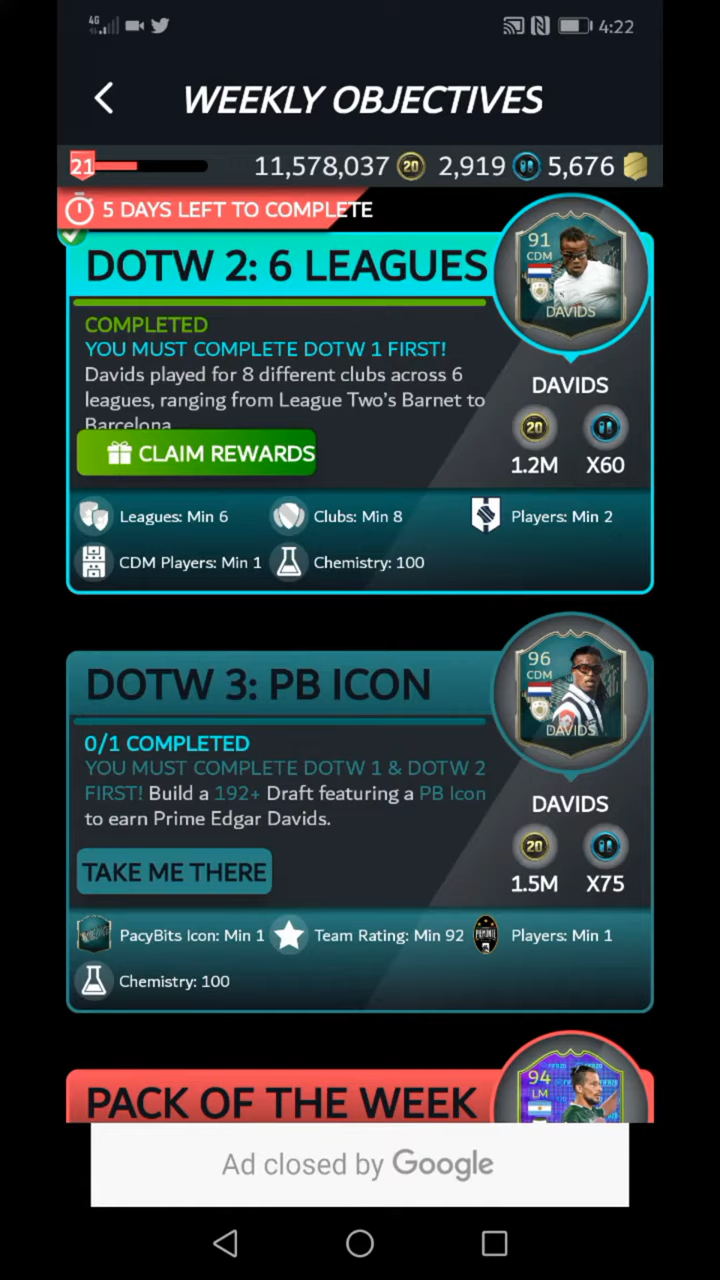 4G 4:22
WEEKLY OBJECTIVES
21 11,578,037 20 2,919 5,676
5 DAYS LEFT TO COMPLETE
DOTW 2: 6 LEAGUES
91
CDM
DAVIDS
COMPLETED
YOU MUST COMPLETE DOTW 1 FIRST!
Davids played for 8 different clubs across 6
leagues, ranging from League Two's Barnet to
Barcelona
DAVIDS
20
1.2M X60
CLAIM REWARDS
Leagues: Min 6 Clubs: Min 8 Players: Min 2
CDM Players: Min 1 Chemistry: 100
DOTW 3: PB ICON
96
CDM
DAVIDS
0/1 COMPLETED
YOU MUST COMPLETE DOTW 1 & DOTW 2
FIRST! Build a 192+ Draft featuring a PB Icon
to earn Prime Edgar Davids.
DAVIDS
20
1.5M X75
TAKE ME THERE
PacyBits Icon: Min 1 Team Rating: Min 92 Players: Min 1
Chemistry: 100
PACK OF THE WEEK
94
LM
Ad closed by Google